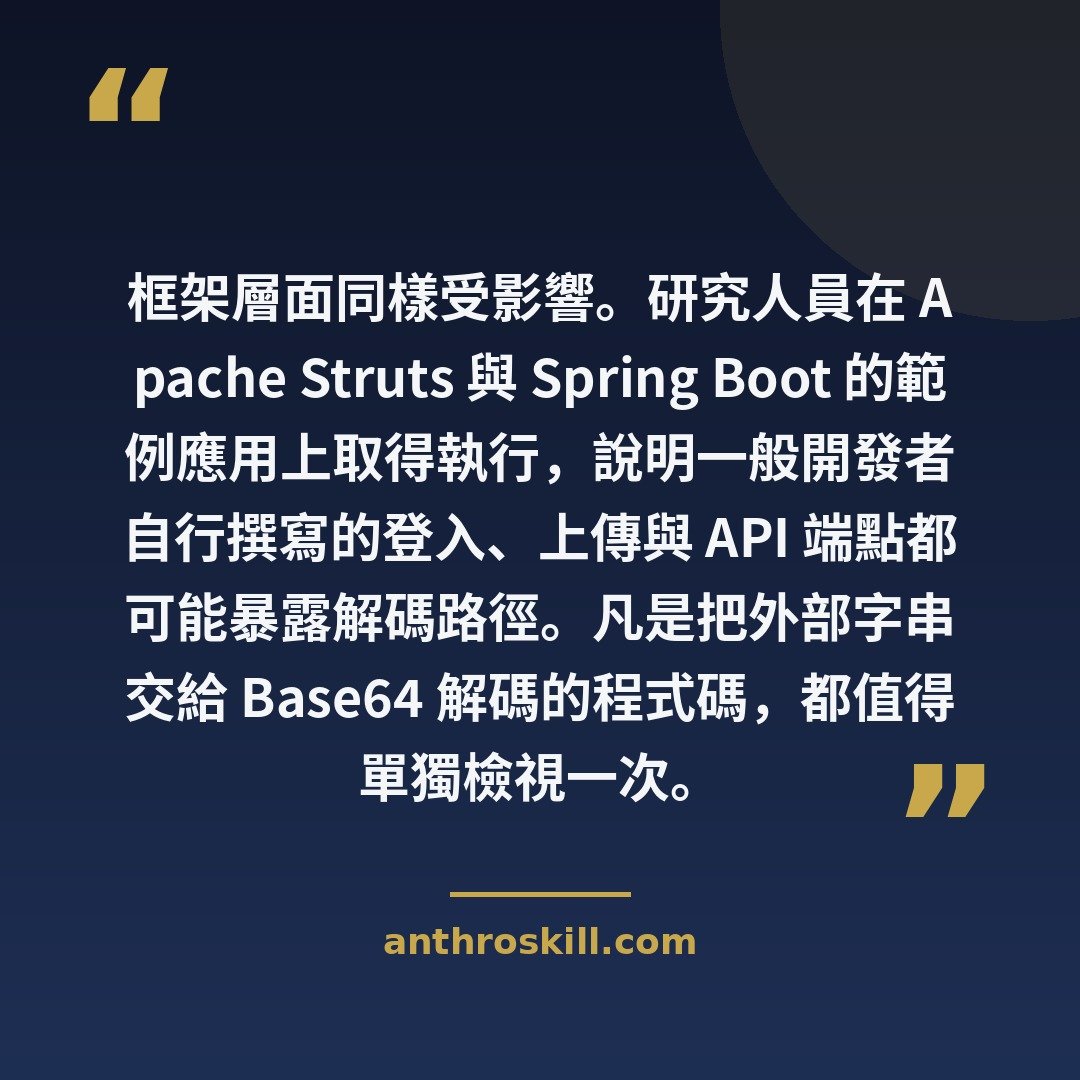 “
框架層面同樣受影響。研究人員在 A
pache Struts 與 Spring Boot 的範
例應用上取得執行，說明一般開發者
自行撰寫的登入、上傳與 API 端點都
可能暴露解碼路徑。凡是把外部字串
交給 Base64 解碼的程式碼，都值得
單獨檢視一次。
”
anthroskill.com